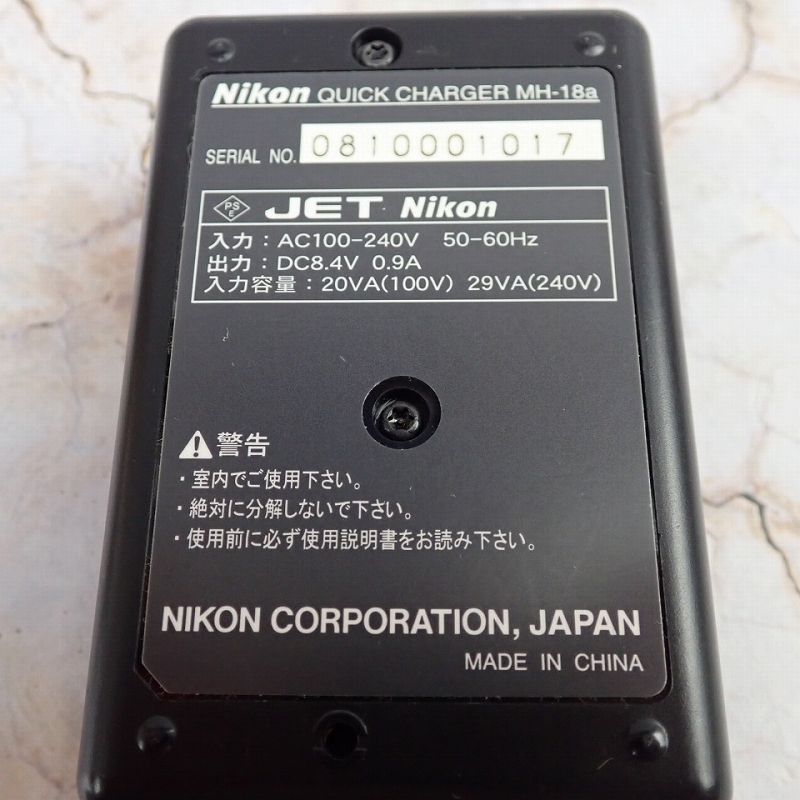 Nikon QUICK CHARGER MH-18a
SERIAL NO. 0810001017
PS E JET Nikon
入力：AC100-240V 50-60Hz
出力：DC8.4V 0.9A
入力容量：20VA(100V) 29VA(240V)
警告
・室内でご使用下さい。
・絶対に分解しないで下さい。
・使用前に必ず使用説明書をお読み下さい。
NIKON CORPORATION, JAPAN
MADE IN CHINA